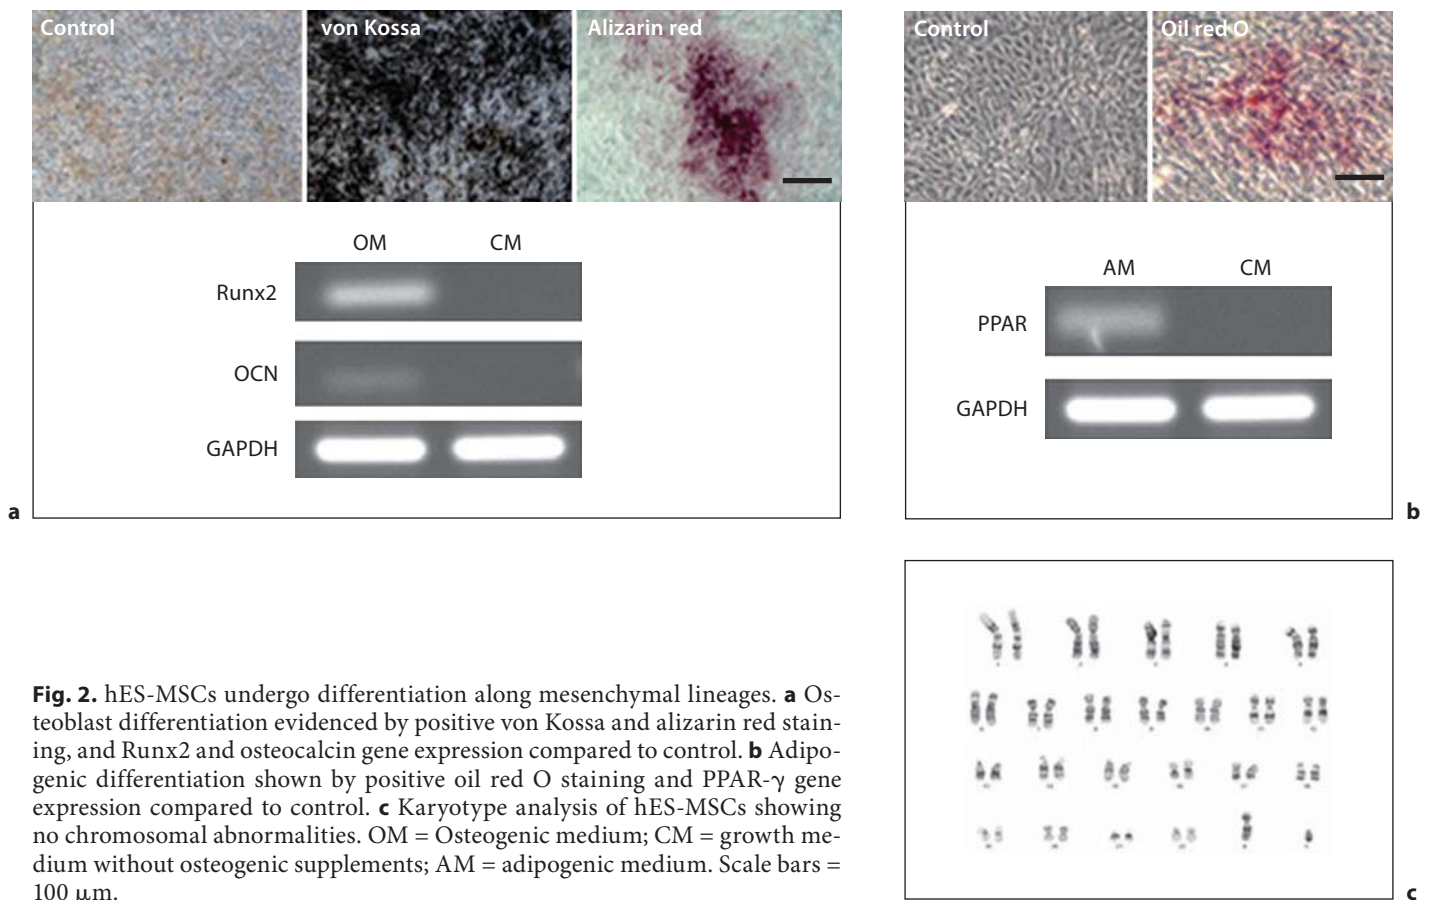 Control
von Kossa
Alizarin red
OM CM
Runx2
OCN
GAPDH
a
Control
Oil red O
AM CM
PPAR
GAPDH
b
Fig. 2. hES-MSCs undergo differentiation along mesenchymal lineages. a Os-
teoblast differentiation evidenced by positive von Kossa and alizarin red stain-
ing, and Runx2 and osteocalcin gene expression compared to control. b Adipo-
genic differentiation shown by positive oil red O staining and PPAR-γ gene
expression compared to control. c Karyotype analysis of hES-MSCs showing
no chromosomal abnormalities. OM = Osteogenic medium; CM = growth me-
dium without osteogenic supplements; AM = adipogenic medium. Scale bars =
100 μm.
c